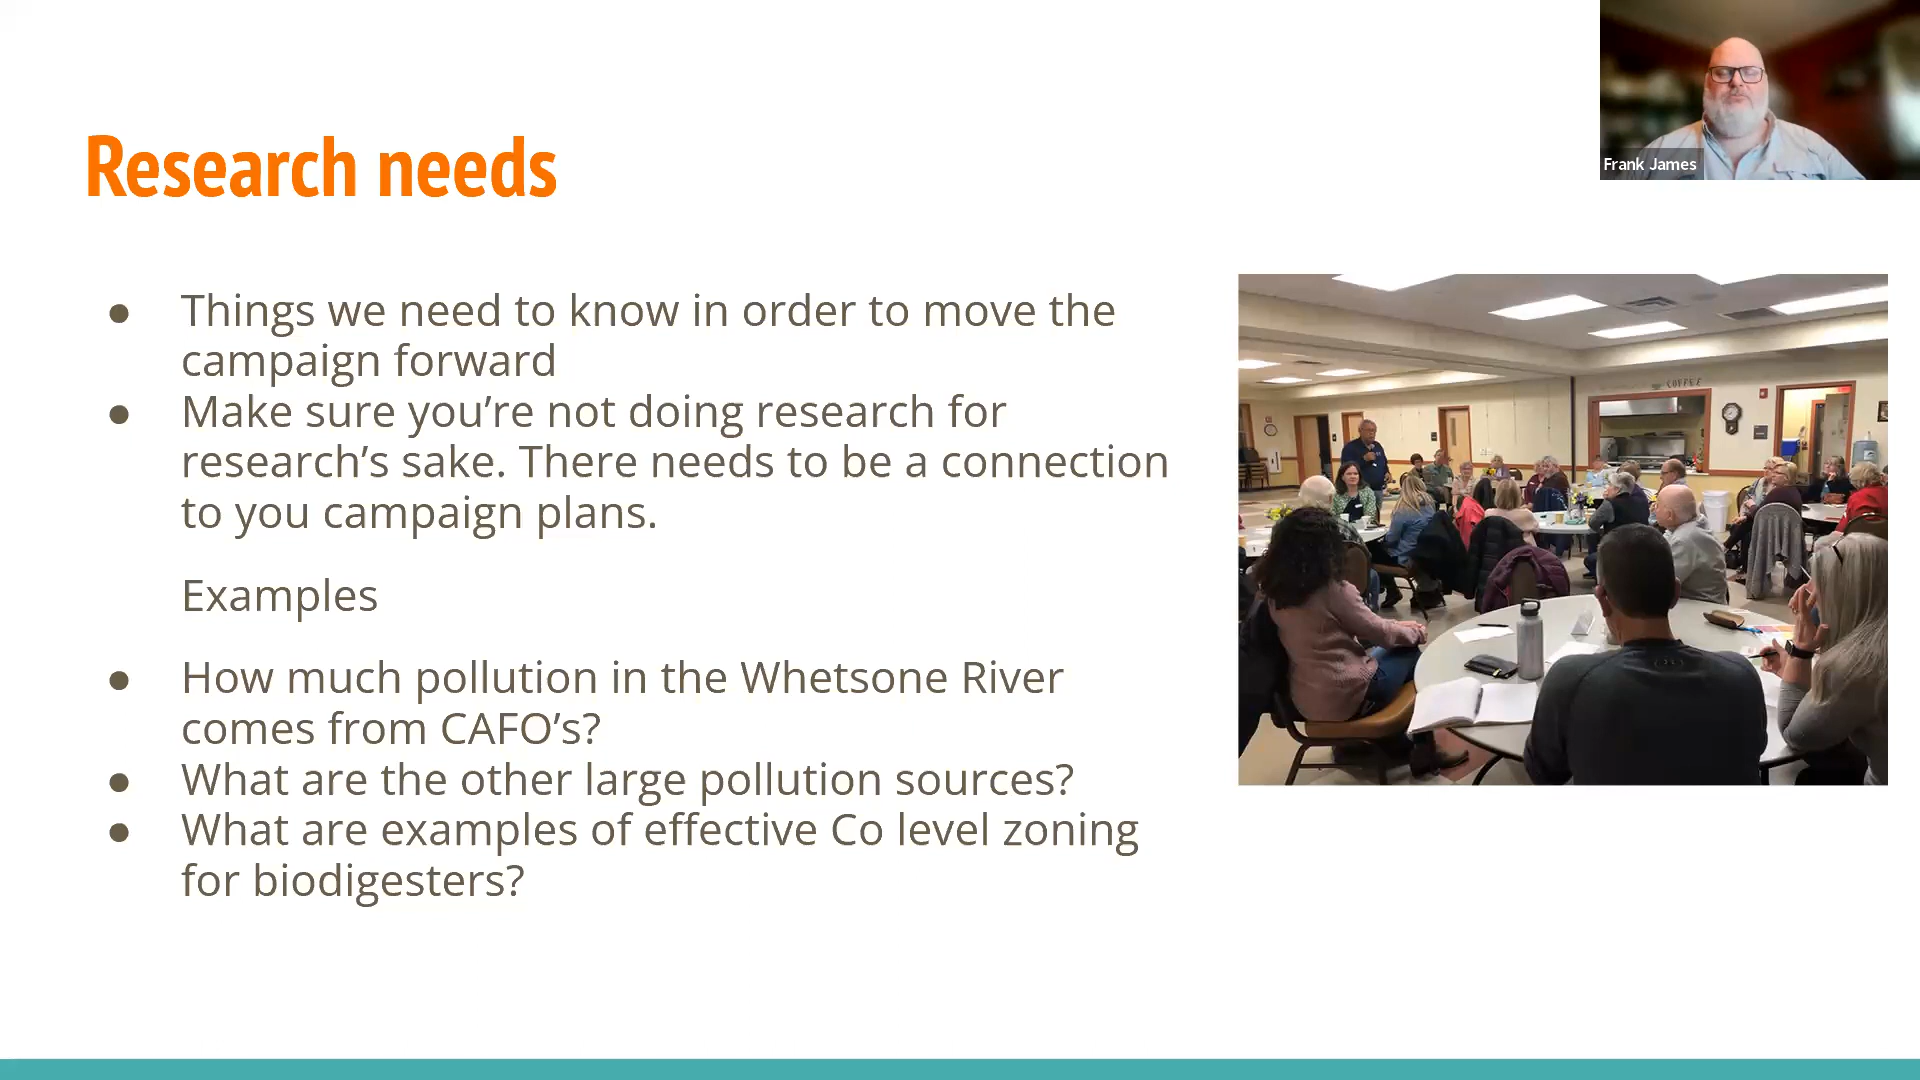 Research needs
Frank James
● Things we need to know in order to move the
campaign forward
● Make sure you’re not doing research for
research’s sake. There needs to be a connection
to you campaign plans.
Examples
● How much pollution in the Whetsone River
comes from CAFO’s?
● What are the other large pollution sources?
● What are examples of effective Co level zoning
for biodigesters?
COFFEE